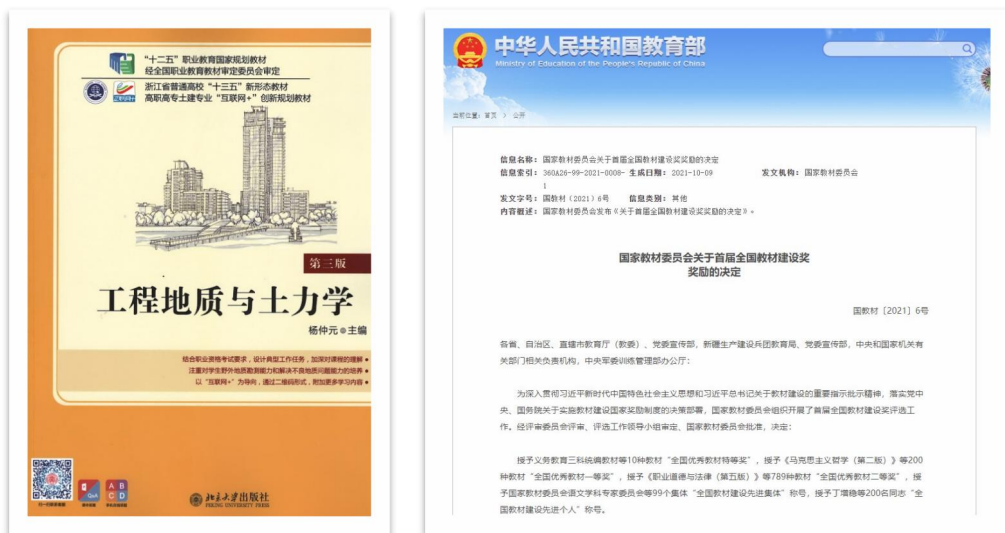 “十二五”职业教育国家规划教材
经全国职业教育教材审定委员会审定
浙江省普通高校“十三五”新形态教材
高职高专土建专业“互联网+”创新规划教材
第三版
工程地质与土力学
杨仲元 主编
结合职业资格考试要求，设计典型工作任务，加深对课程的理解
注重对学生野外地质勘测能力和解决不良地质问题能力的培养
以“互联网+”为导向，通过二维码形式，附加更多学习内容
Q&A
A B
C D
北京大学出版社
PEKING UNIVERSITY PRESS
中华人民共和国教育部
Ministry of Education of the People's Republic of China
当前位置：首页 > 公开
信息名称：国家教材委员会关于首届全国教材建设奖奖励的决定
信息索引：360A26-99-2021-0008- 生成日期：2021-10-09 发文机构：国家教材委员会
1
发文字号：国教材〔2021〕6号 信息类别：其他
内容概述：国家教材委员会发布《关于首届全国教材建设奖奖励的决定》。
国家教材委员会关于首届全国教材建设奖
奖励的决定
国教材〔2021〕6号
各省、自治区、直辖市教育厅（教委）、党委宣传部，新疆生产建设兵团教育局、党委宣传部，中央和国家机关有
关部门相关负责机构，中央军委训练管理部办公厅：
为深入贯彻习近平新时代中国特色社会主义思想和习近平总书记关于教材建设的重要指示批示精神，落实党中
央、国务院关于实施教材建设国家奖励制度的决策部署，国家教材委员会组织开展了首届全国教材建设奖评选工
作。经评审委员会评审、评选工作领导小组审定、国家教材委员会批准，决定：
授予义务教育三科统编教材等10种教材“全国优秀教材特等奖”，授予《马克思主义哲学（第二版）》等200
种教材“全国优秀教材一等奖”，授予《职业道德与法律（第五版）》等789种教材“全国优秀教材二等奖”，授
予国家教材委员会语文学科专家委员会等99个集体“全国教材建设先进集体”称号，授予丁增稳等200名同志“全
国教材建设先进个人”称号。